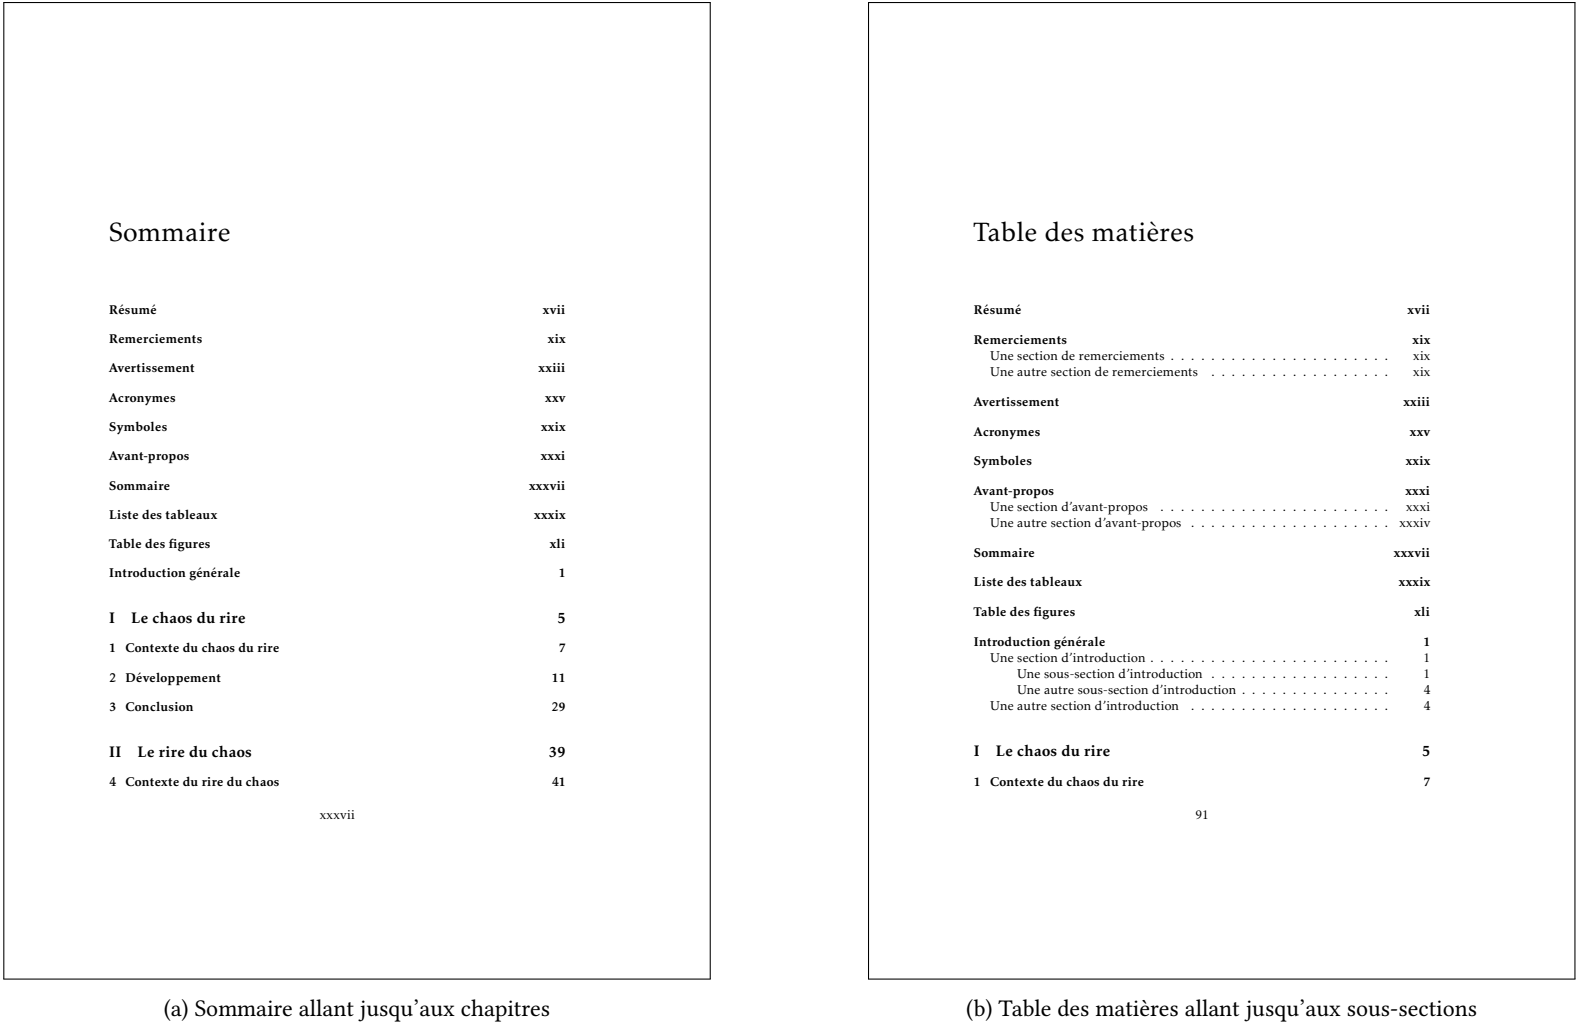 Sommaire
Résumé xvii
Remerciements xix
Avertissement xxiii
Acronymes xxv
Symboles xxix
Avant-propos xxxi
Sommaire xxxvii
Liste des tableaux xxxix
Table des figures xli
Introduction générale 1
I Le chaos du rire 5
1 Contexte du chaos du rire 7
2 Développement 11
3 Conclusion 29
II Le rire du chaos 39
4 Contexte du rire du chaos 41
xxxvii
(a) Sommaire allant jusqu'aux chapitres
Table des matières
Résumé xvii
Remerciements xix
Une section de remerciements . . . . . . . . . . . . . . . . . . . . . . xix
Une autre section de remerciements . . . . . . . . . . . . . . . . . . xix
Avertissement xxiii
Acronymes xxv
Symboles xxix
Avant-propos xxxi
Une section d'avant-propos . . . . . . . . . . . . . . . . . . . . . . . xxxi
Une autre section d'avant-propos . . . . . . . . . . . . . . . . . . . . xxxiv
Sommaire xxxvii
Liste des tableaux xxxix
Table des figures xli
Introduction générale 1
Une section d'introduction . . . . . . . . . . . . . . . . . . . . . . . . 1
Une sous-section d'introduction . . . . . . . . . . . . . . . . . . 1
Une autre sous-section d'introduction . . . . . . . . . . . . . . . 4
Une autre section d'introduction . . . . . . . . . . . . . . . . . . . . 4
I Le chaos du rire 5
1 Contexte du chaos du rire 7
91
(b) Table des matières allant jusqu'aux sous-sections